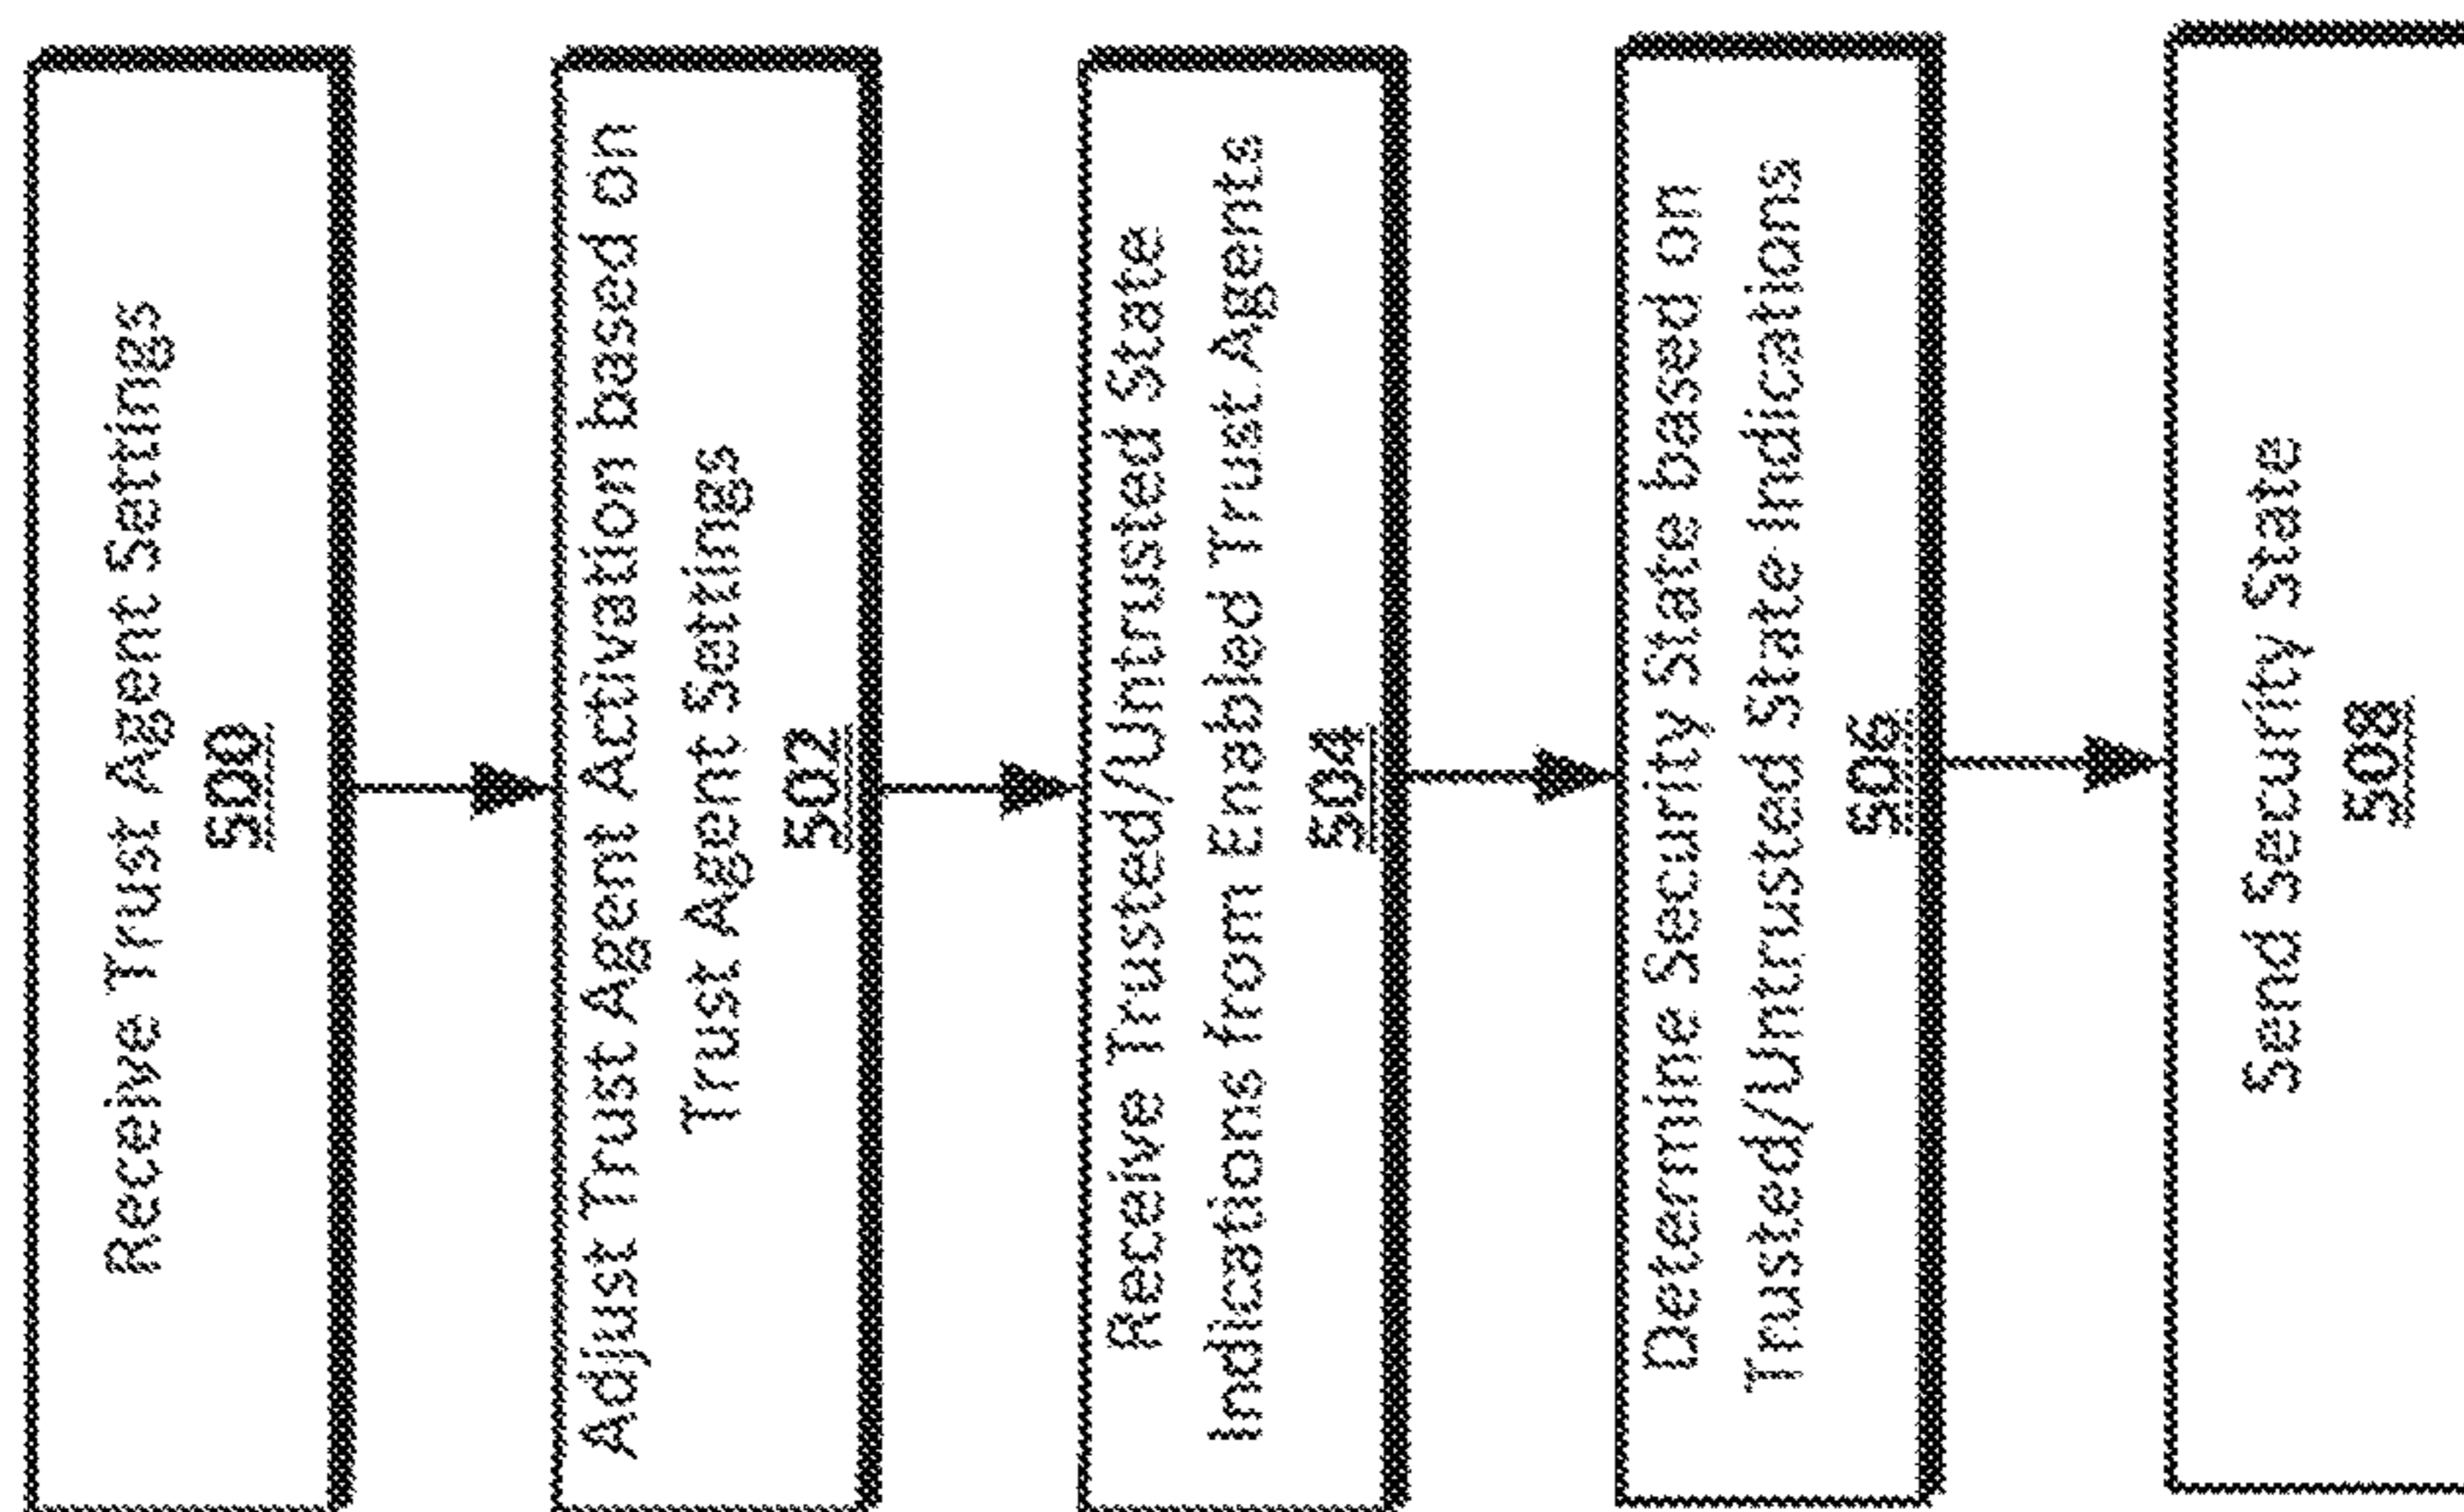 Receive Trust Agent Settings
500
Adjust Trust Agent Activation based on
Trust Agent Settings
502
Receive Trusted/Untrusted State
Indications from Enabled Trust Agents
504
Determine Security State based on
Trusted/Untrusted State Indications
506
Send Security State
508